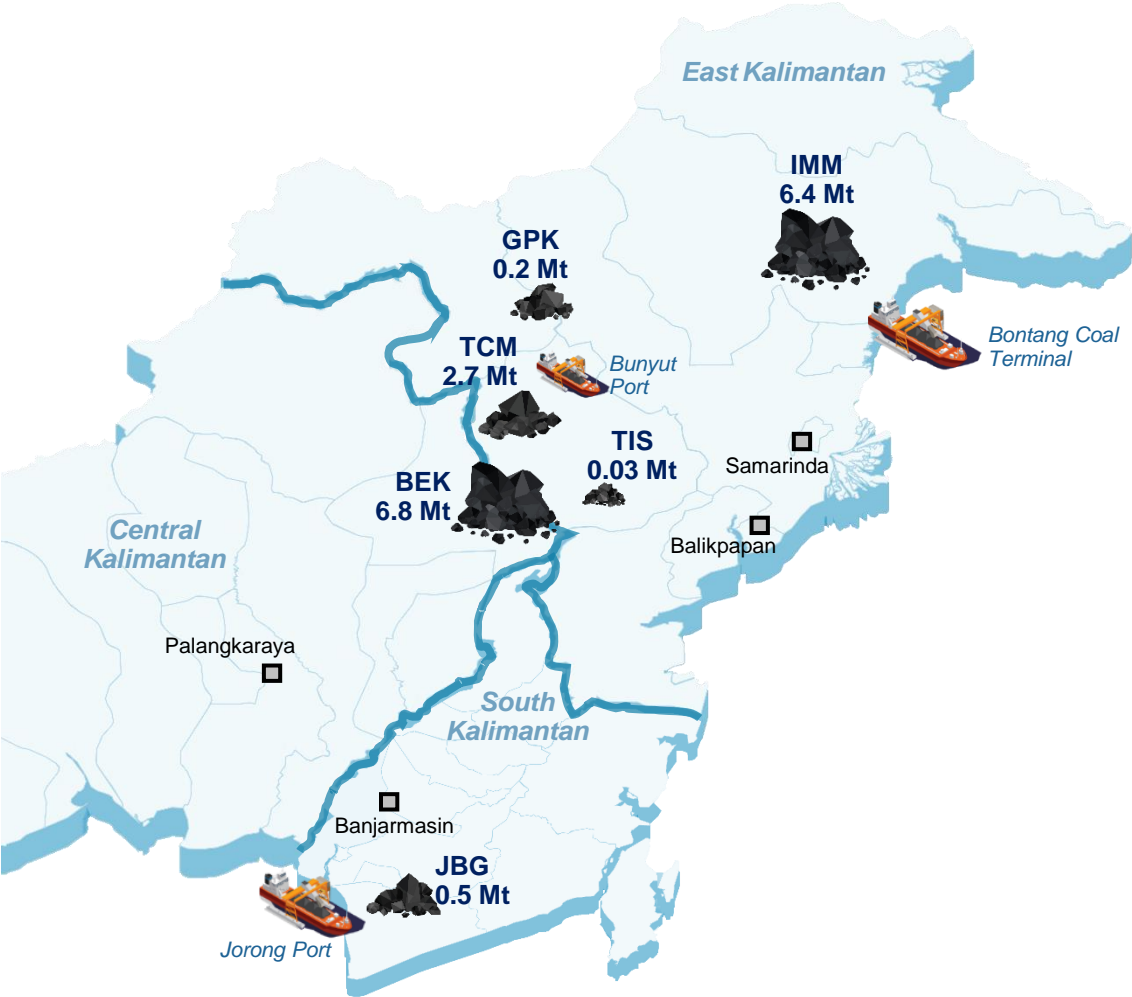 East Kalimantan
IMM
6.4 Mt
GPK
0.2 Mt
Bontang Coal
Terminal
TCM
2.7 Mt
Bunyut
Port
TIS
0.03 Mt
Samarinda
BEK
6.8 Mt
Central
Kalimantan
Balikpapan
Palangkaraya
South
Kalimantan
Banjarmasin
JBG
0.5 Mt
Jorong Port